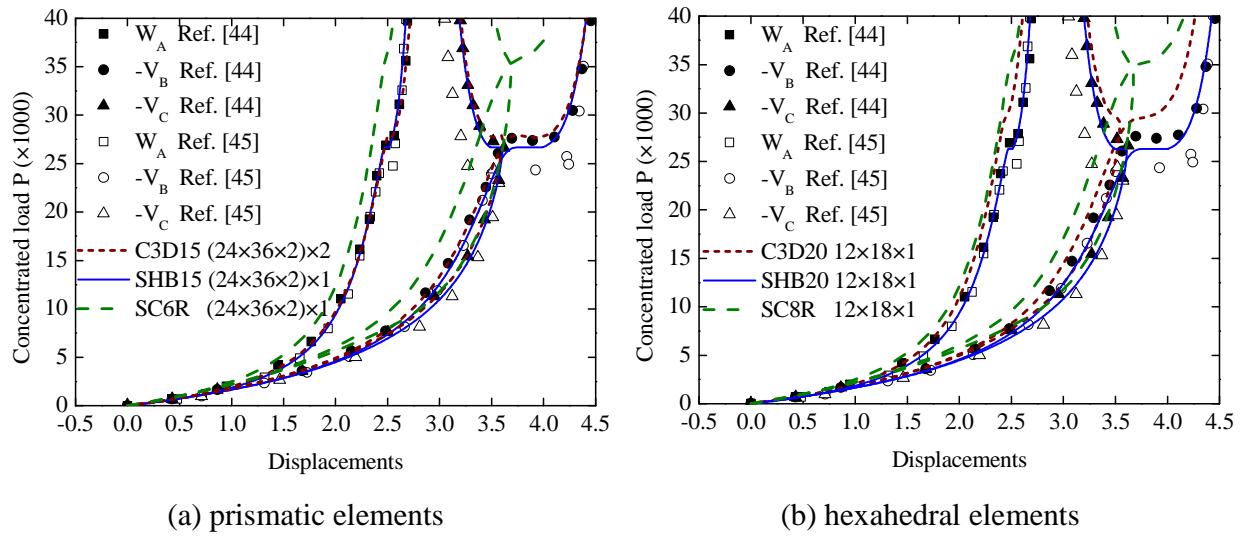 40
35
30
25
20
15
10
5
0
Concentrated load P (×1000)
W_A Ref. [44]
-V_B Ref. [44]
-V_C Ref. [44]
W_A Ref. [45]
-V_B Ref. [45]
-V_C Ref. [45]
C3D15 (24×36×2)×2
SHB15 (24×36×2)×1
SC6R (24×36×2)×1
-0.5 0.0 0.5 1.0 1.5 2.0 2.5 3.0 3.5 4.0 4.5
Displacements
(a) prismatic elements
40
35
30
25
20
15
10
5
0
Concentrated load P (×1000)
W_A Ref. [44]
-V_B Ref. [44]
-V_C Ref. [44]
W_A Ref. [45]
-V_B Ref. [45]
-V_C Ref. [45]
C3D20 12×18×1
SHB20 12×18×1
SC8R 12×18×1
-0.5 0.0 0.5 1.0 1.5 2.0 2.5 3.0 3.5 4.0 4.5
Displacements
(b) hexahedral elements